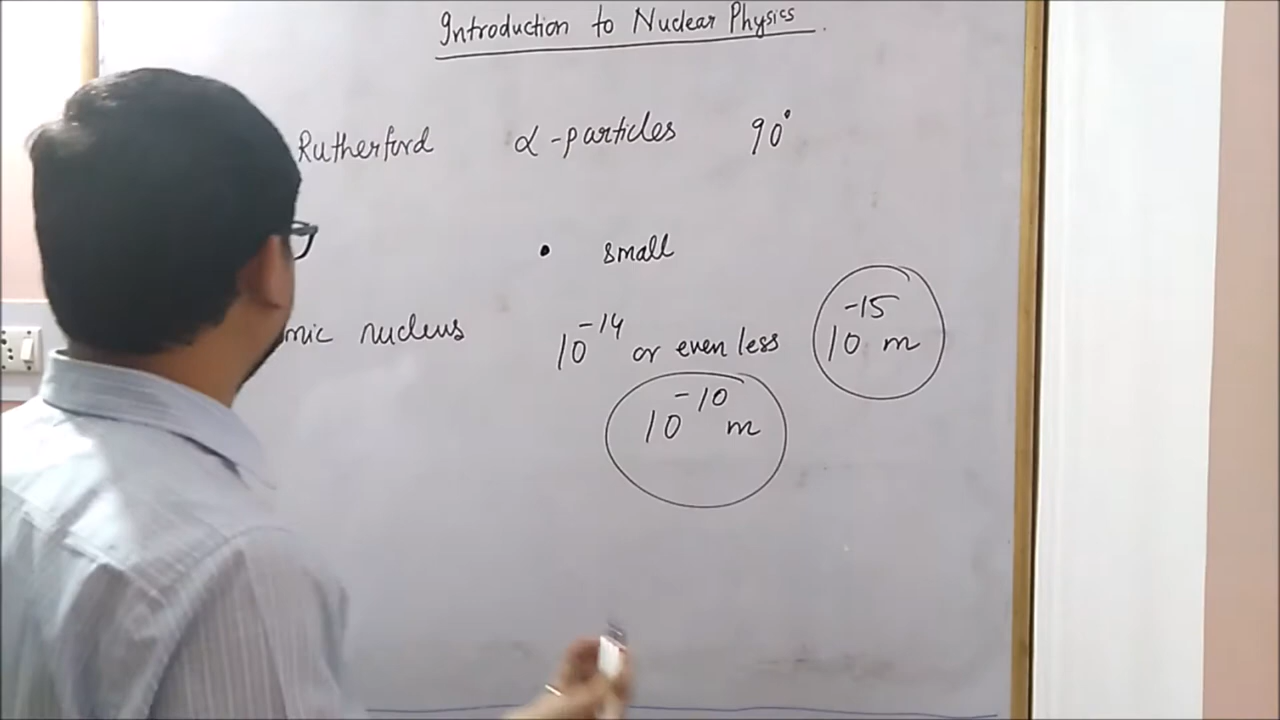 Introduction to Nuclear Physics.
Rutherford α-particles 90°
• small
mic nucleus 10⁻¹⁴ or even less 10⁻¹⁵ m
10⁻¹⁰ m